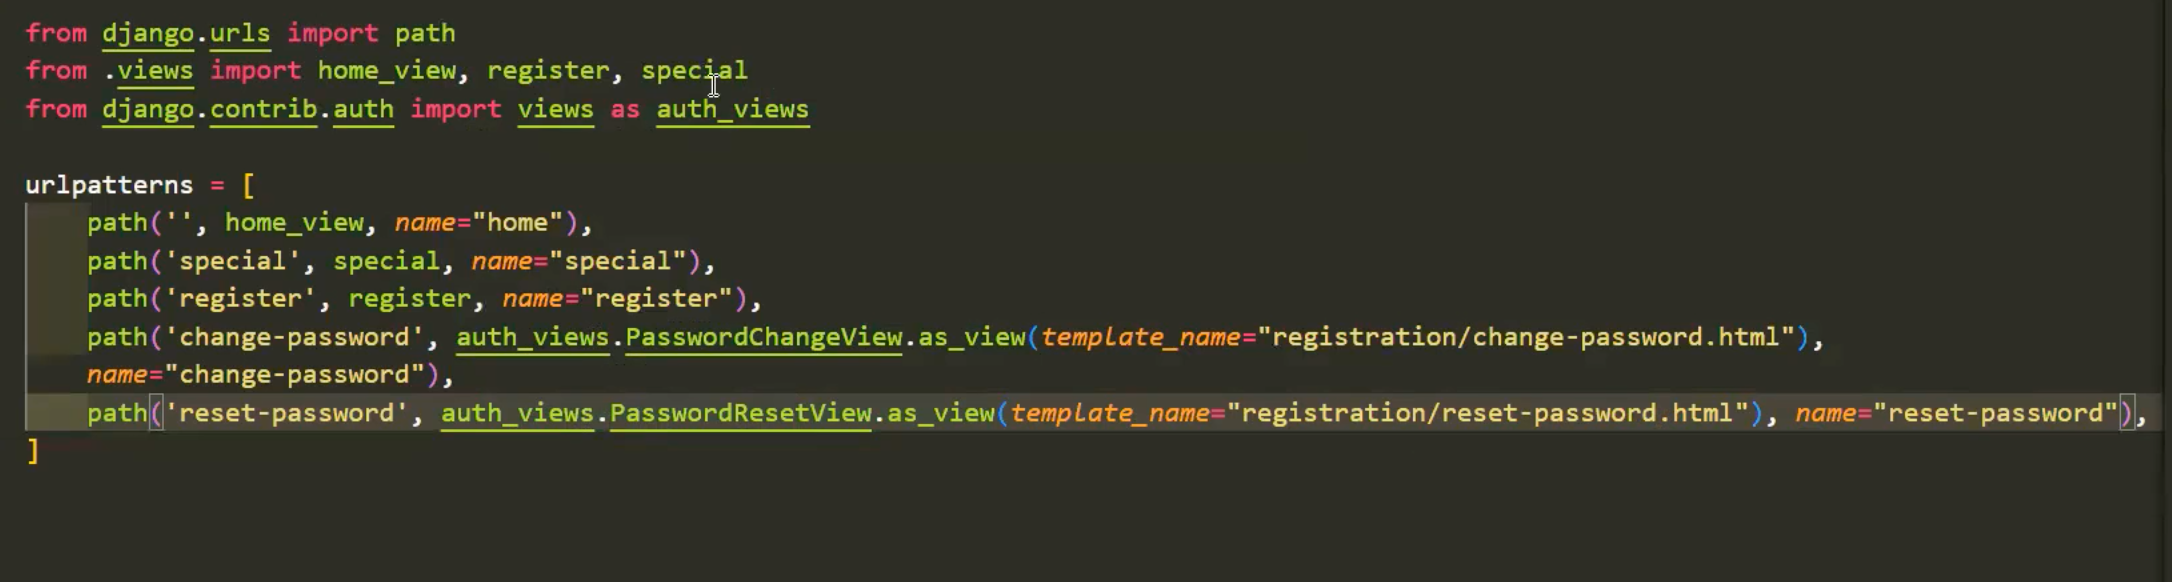 from django.urls import path
from .views import home_view, register, special
from django.contrib.auth import views as auth_views
urlpatterns = [
path('', home_view, name="home"),
path('special', special, name="special"),
path('register', register, name="register"),
path('change-password', auth_views.PasswordChangeView.as_view(template_name="registration/change-password.html"),
name="change-password"),
path('reset-password', auth_views.PasswordResetView.as_view(template_name="registration/reset-password.html"), name="reset-password"),
]